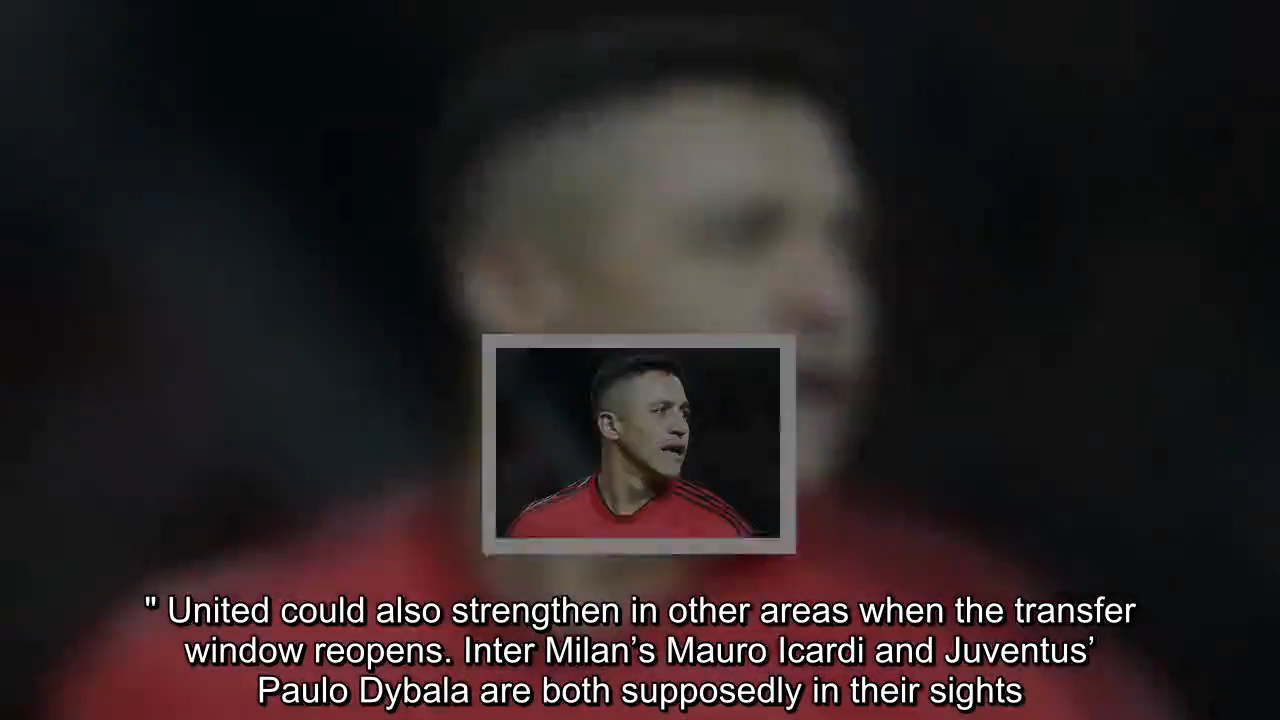 " United could also strengthen in other areas when the transfer
window reopens. Inter Milan’s Mauro Icardi and Juventus’
Paulo Dybala are both supposedly in their sights